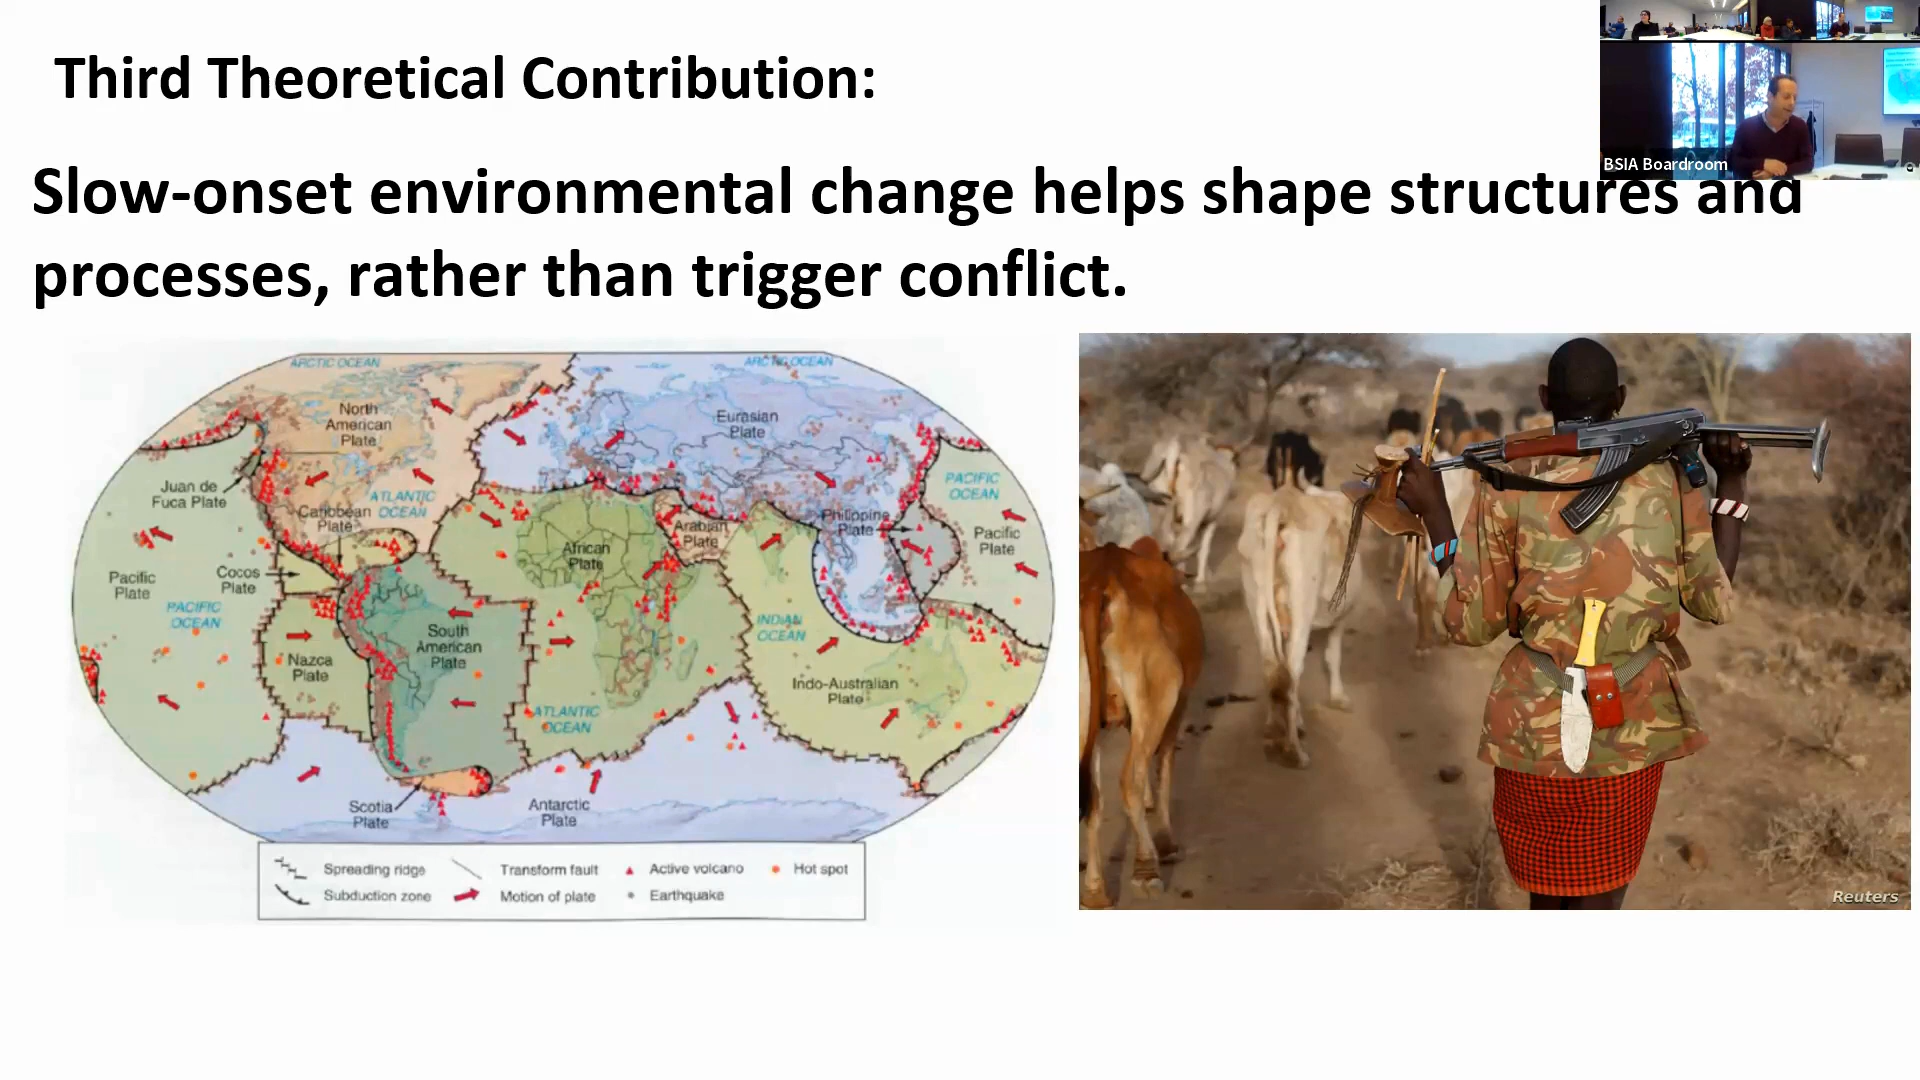 Third Theoretical Contribution:
BSIA Boardroom
Slow-onset environmental change helps shape structures and
processes, rather than trigger conflict.
ARCTIC OCEAN
ARCTIC OCEAN
North
American
Plate
Eurasian
Plate
Juan de
Fuca Plate
ATLANTIC
OCEAN
PACIFIC
OCEAN
Caribbean
Plate
Arabian
Plate
Philippine
Plate
Pacific
Plate
African
Plate
Cocos
Plate
Pacific
Plate
PACIFIC
OCEAN
INDIAN
OCEAN
South
American
Plate
Nazca
Plate
Indo-Australian
Plate
ATLANTIC
OCEAN
Scotia
Plate
Antarctic
Plate
Spreading ridge
Transform fault
Active volcano
Hot spot
Subduction zone
Motion of plate
Earthquake
Reuters